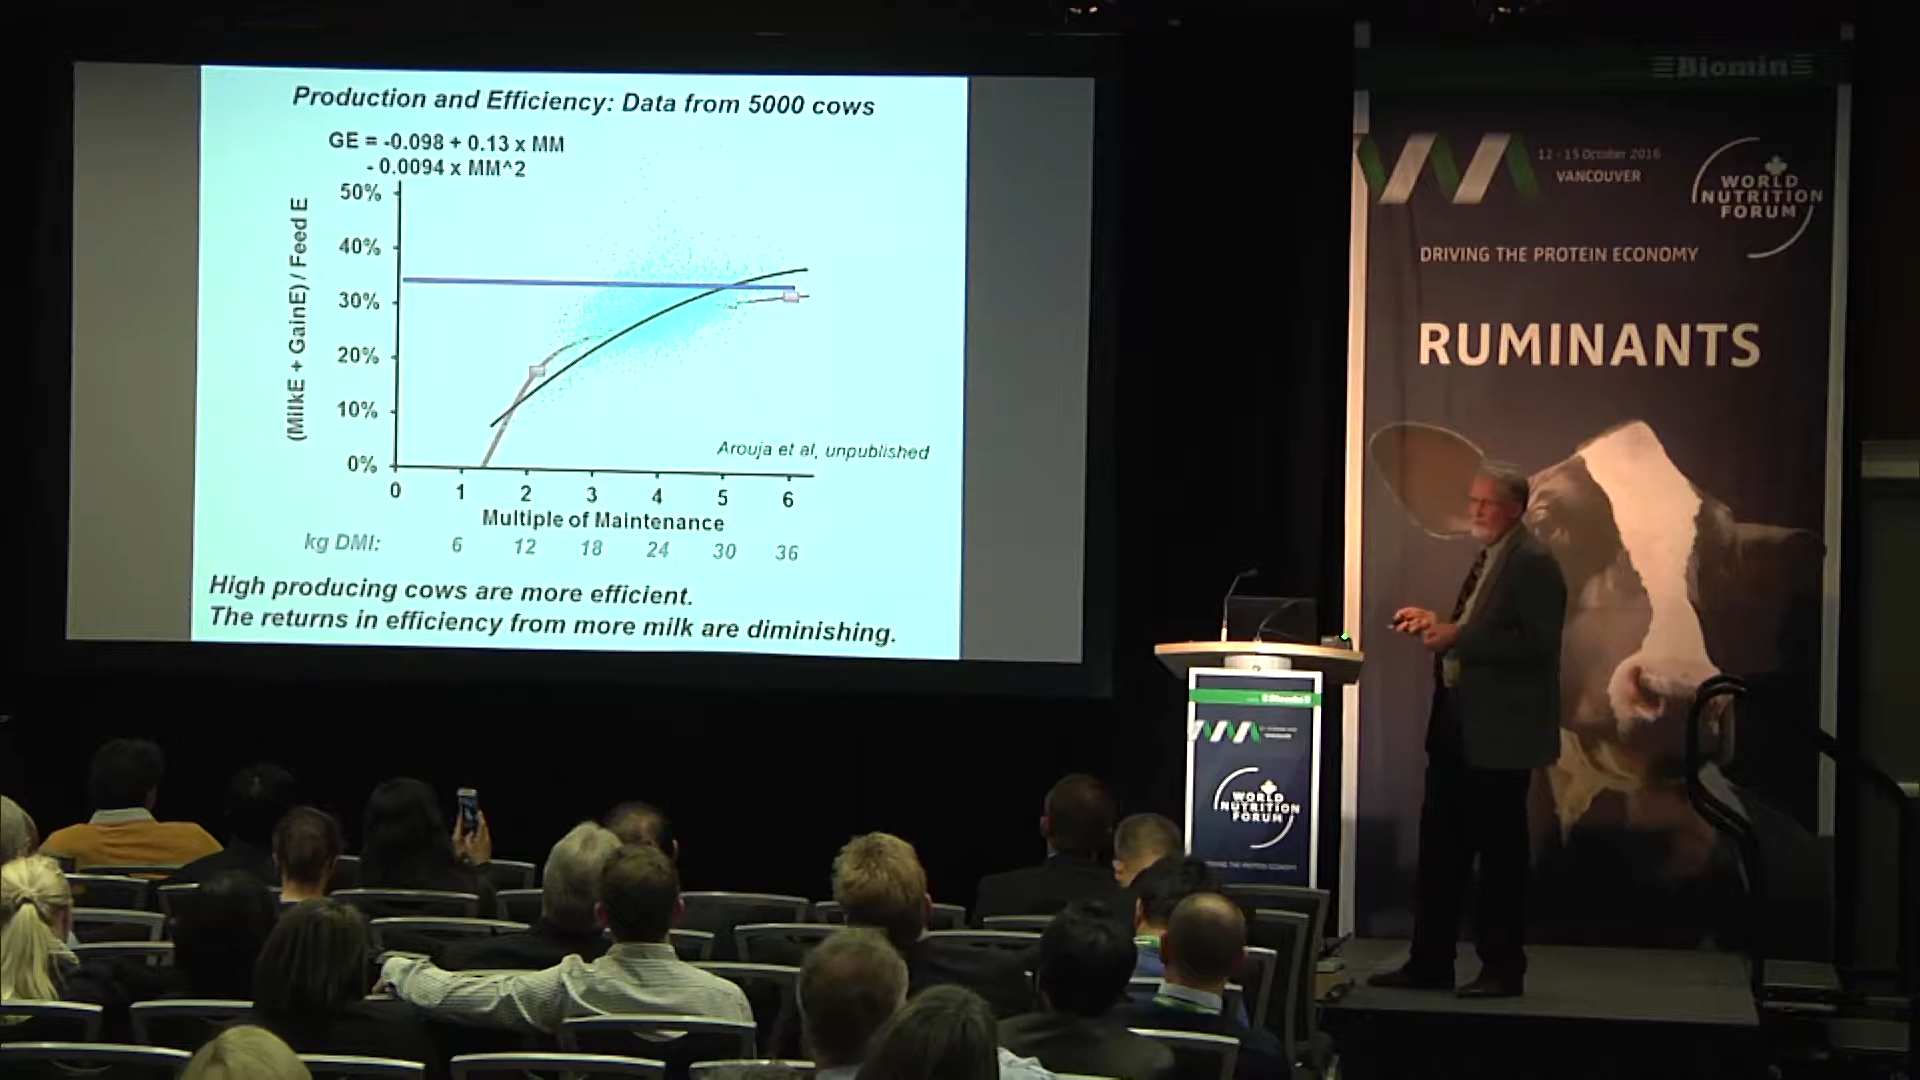 Production and Efficiency: Data from 5000 cows
GE = -0.098 + 0.13 x MM
- 0.0094 x MM^2
(MilkE + GainE) / Feed E
50%
40%
30%
20%
10%
0%
0 1 2 3 4 5 6
Arouja et al, unpublished
Multiple of Maintenance
kg DMI: 6 12 18 24 30 36
High producing cows are more efficient.
The returns in efficiency from more milk are diminishing.
Biomin
12 - 15 October 2016
VANCOUVER
WORLD
NUTRITION
FORUM
DRIVING THE PROTEIN ECONOMY
RUMINANTS
WORLD
NUTRITION
FORUM